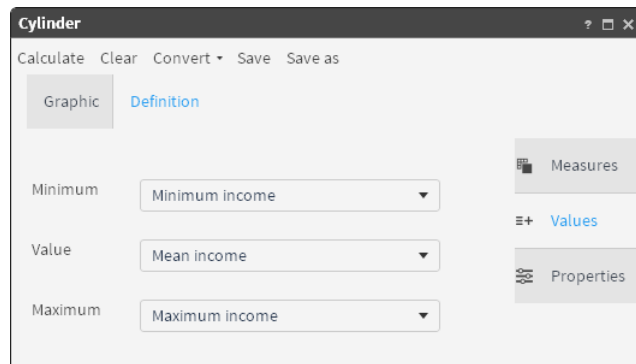 Cylinder ?
Calculate Clear Convert Save Save as
Graphic Definition
Measures
Minimum Minimum income
Values
Value Mean income
Properties
Maximum Maximum income